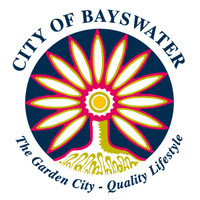 CITY OF BAYSWATER
The Garden City - Quality Lifestyle